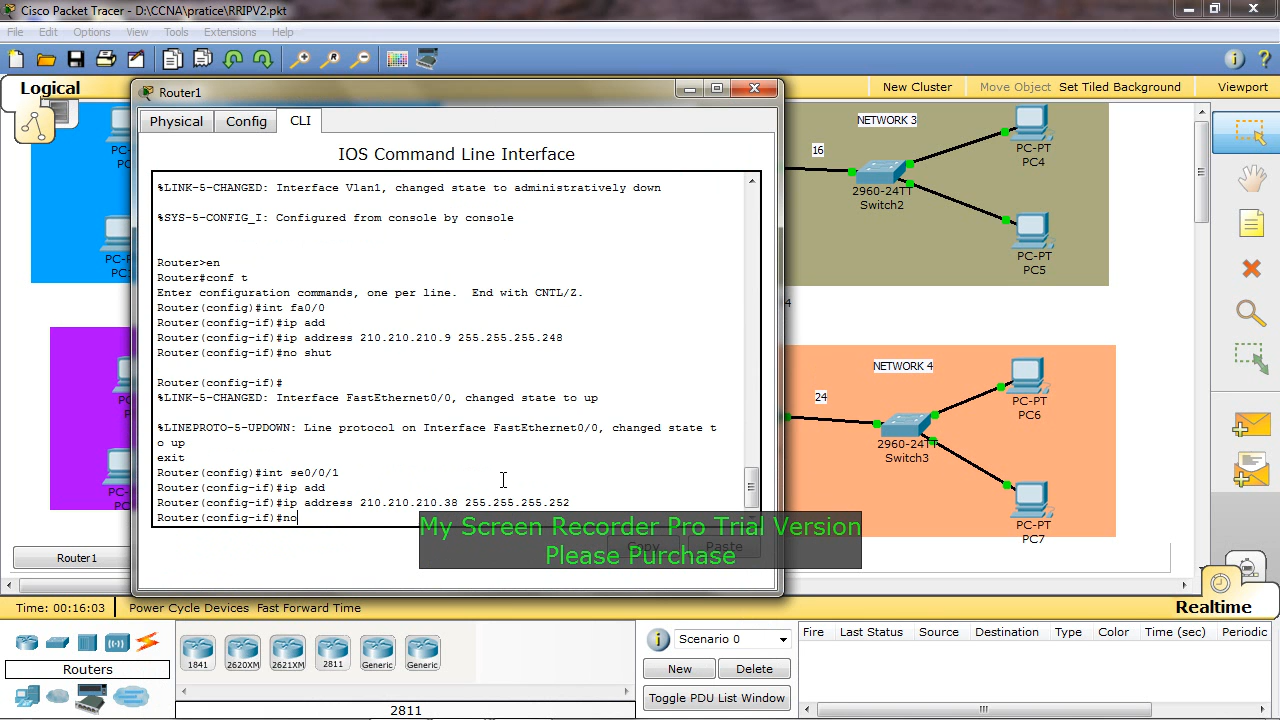 Cisco Packet Tracer - D:\CCNA\pratice\RRIPV2.pkt
File Edit Options View Tools Extensions Help
Logical
New Cluster Move Object Set Tiled Background Viewport
Router1
Physical Config CLI
IOS Command Line Interface
%LINK-5-CHANGED: Interface Vlan1, changed state to administratively down
%SYS-5-CONFIG_I: Configured from console by console
Router>en
Router#conf t
Enter configuration commands, one per line.  End with CNTL/Z.
Router(config)#int fa0/0
Router(config-if)#ip add
Router(config-if)#ip address 210.210.210.9 255.255.255.248
Router(config-if)#no shut
Router(config-if)#
%LINK-5-CHANGED: Interface FastEthernet0/0, changed state to up
%LINEPROTO-5-UPDOWN: Line protocol on Interface FastEthernet0/0, changed state t
o up
exit
Router(config)#int se0/0/1
Router(config-if)#ip add
Router(config-if)#ip address 210.210.210.38 255.255.255.252
Router(config-if)#no
Copy Paste
My Screen Recorder Pro Trial Version
Please Purchase
NETWORK 3
16
PC-PT
PC4
2960-24TT
Switch2
PC-PT
PC5
4
NETWORK 4
24
PC-PT
PC6
2960-24TT
Switch3
PC-PT
PC7
PC-
P
PC-
PC
P
PC
P
PC
Router1
Time: 00:16:03 Power Cycle Devices Fast Forward Time
Realtime
Routers
1841 2620XM 2621XM 2811 Generic Generic
2811
Scenario 0
New Delete
Toggle PDU List Window
Fire Last Status Source Destination Type Color Time (sec) Periodic